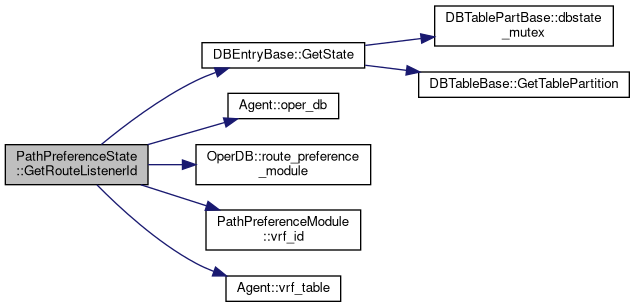 PathPreferenceState
::GetRouteListenerId
DBEntryBase::GetState
DBTablePartBase::dbstate
_mutex
DBTableBase::GetTablePartition
Agent::oper_db
OperDB::route_preference
_module
PathPreferenceModule
::vrf_id
Agent::vrf_table